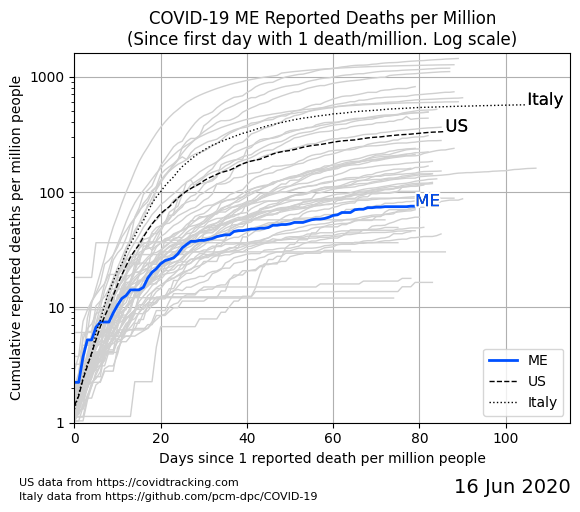 COVID-19 ME Reported Deaths per Million
(Since first day with 1 death/million. Log scale)
Cumulative reported deaths per million people
1000
100
10
1
Italy
US
ME
ME
US
Italy
0 20 40 60 80 100
Days since 1 reported death per million people
US data from https://covidtracking.com
Italy data from https://github.com/pcm-dpc/COVID-19
16 Jun 2020